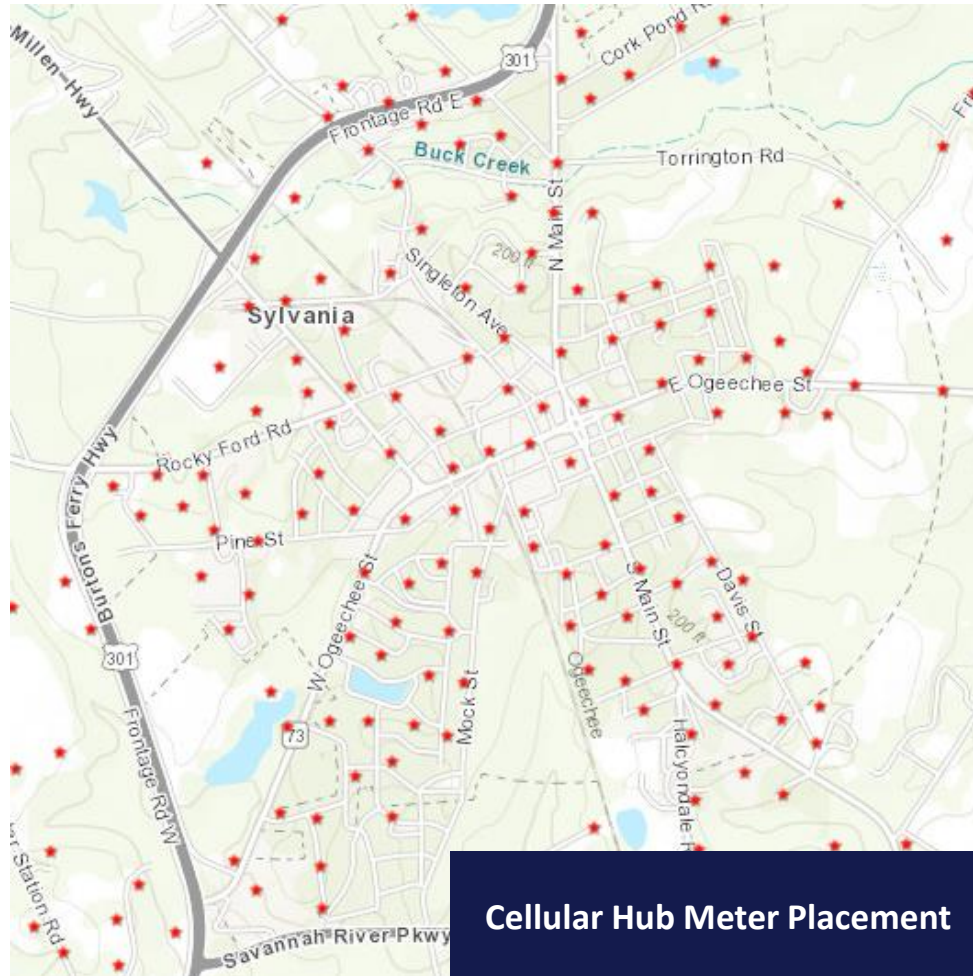 Millen Hwy
Cork Pond R
301
Frontage Rd E
Buck Creek
Torrington Rd
N Main St
200 ft
Singleton Ave
Sylvania
E Ogeechee St
Rocky Ford Rd
Burtons Ferry Hwy
Pine St
W Ogeechee St
S Main St
Davis St
200 ft
301
Ogeechee
Mock St
73
Halcyondale R
Frontage Rd W
er Station Rd
Savannah River Pkwy
Cellular Hub Meter Placement